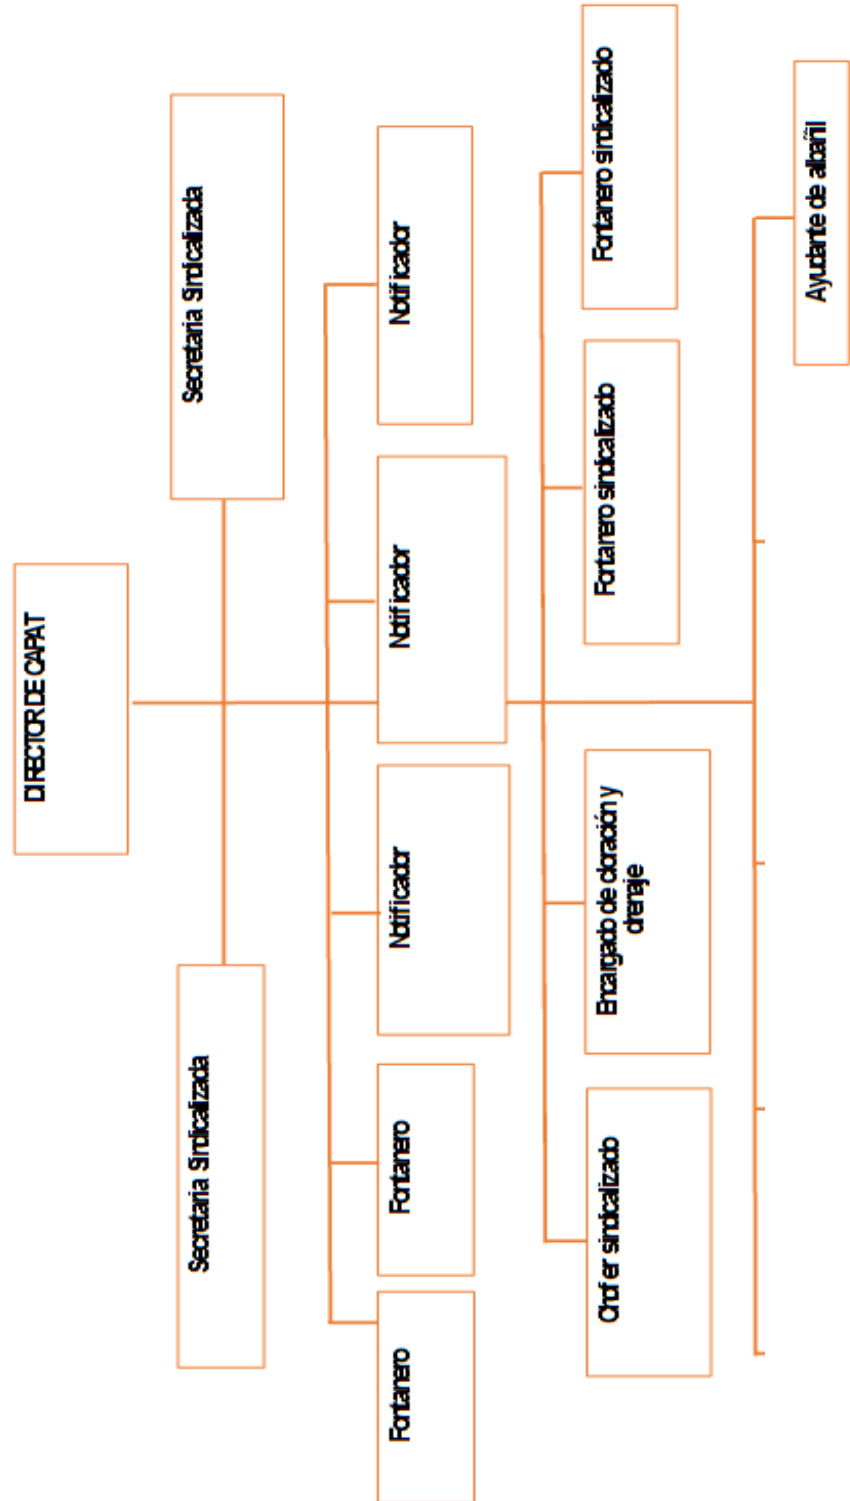 DIRECTOR DE CAPAT
Secretaria Sindicalizada
Secretaria Sindicalizada
Fontanero
Fontanero
Notificador
Notificador
Notificador
Chofer sindicalizado
Encargado de cloración y
drenaje
Fontanero sindicalizado
Fontanero sindicalizado
Ayudante de albañil